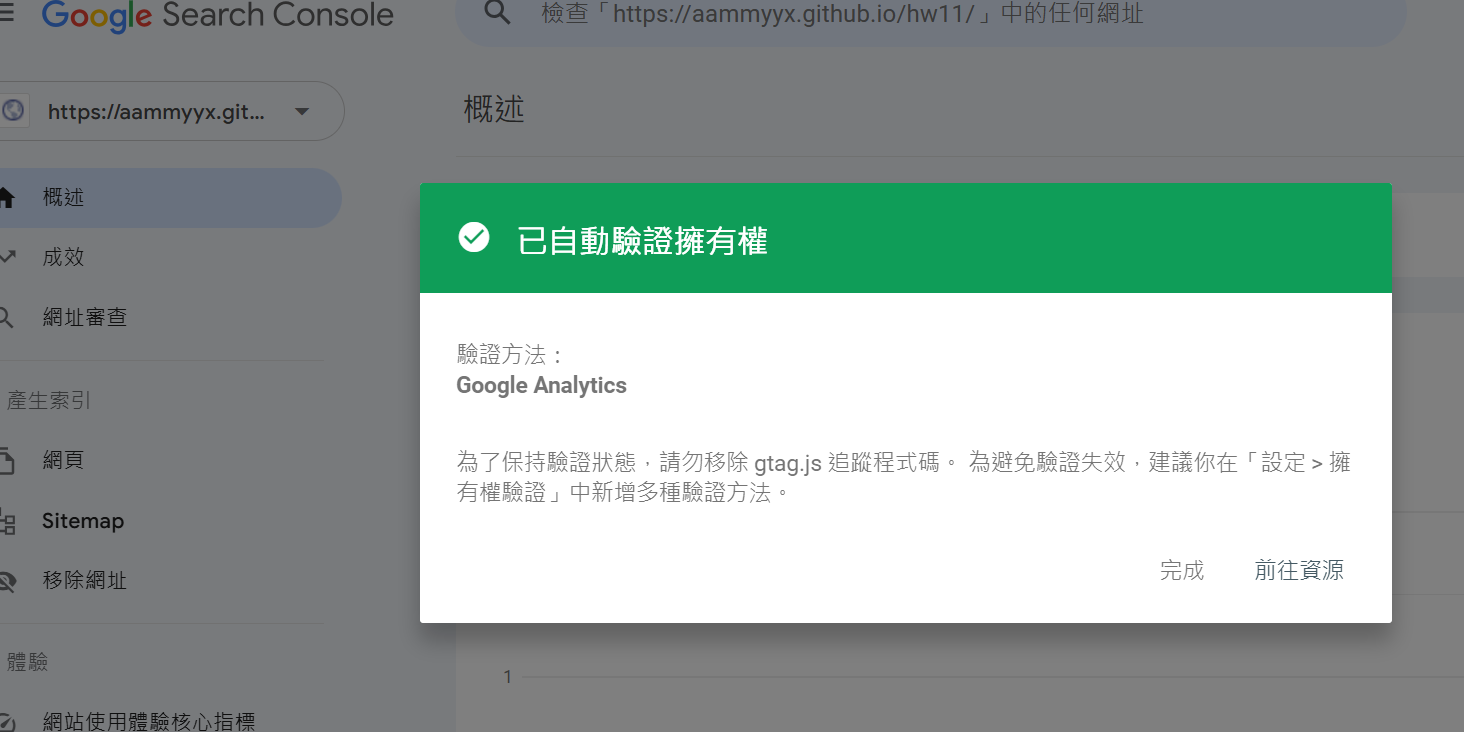 Google Search Console
檢查「https://aammyyx.github.io/hw11/」中的任何網址
https://aammyyx.git...
概述
概述
成效
網址審查
產生索引
網頁
Sitemap
移除網址
體驗
網站使用體驗核心指標
已自動驗證擁有權
驗證方法：
Google Analytics
為了保持驗證狀態，請勿移除 gtag.js 追蹤程式碼。 為避免驗證失效，建議你在「設定 > 擁
有權驗證」中新增多種驗證方法。
完成 前往資源
1